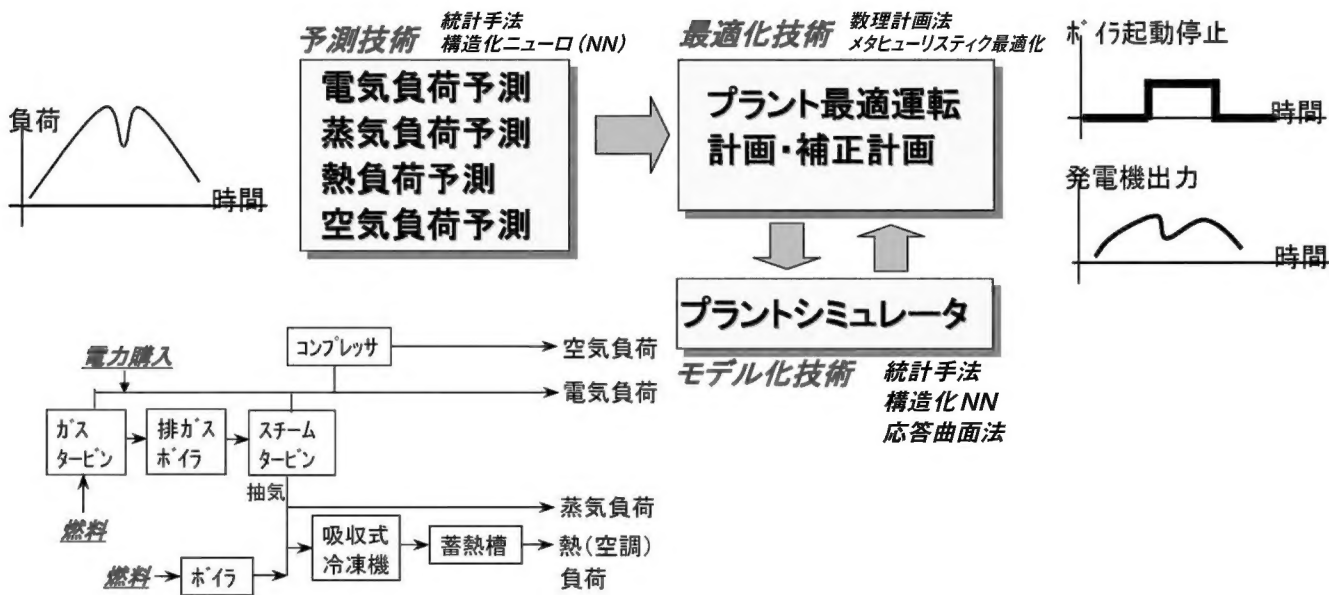 予測技術 統計手法
構造化ニューロ(NN)
電気負荷予測
蒸気負荷予測
熱負荷予測
空気負荷予測
負荷
時間
最適化技術 数理計画法
メタヒューリスティク最適化
プラント最適運転
計画・補正計画
プラントシミュレータ
モデル化技術 統計手法
構造化NN
応答曲面法
ボイラ起動停止
時間
発電機出力
時間
電力購入
コンプレッサ
空気負荷
電気負荷
ガス
タービン
排ガス
ボイラ
スチーム
タービン
抽気
蒸気負荷
燃料
吸収式
冷凍機
蓄熱槽
熱(空調)
負荷
燃料
ボイラ